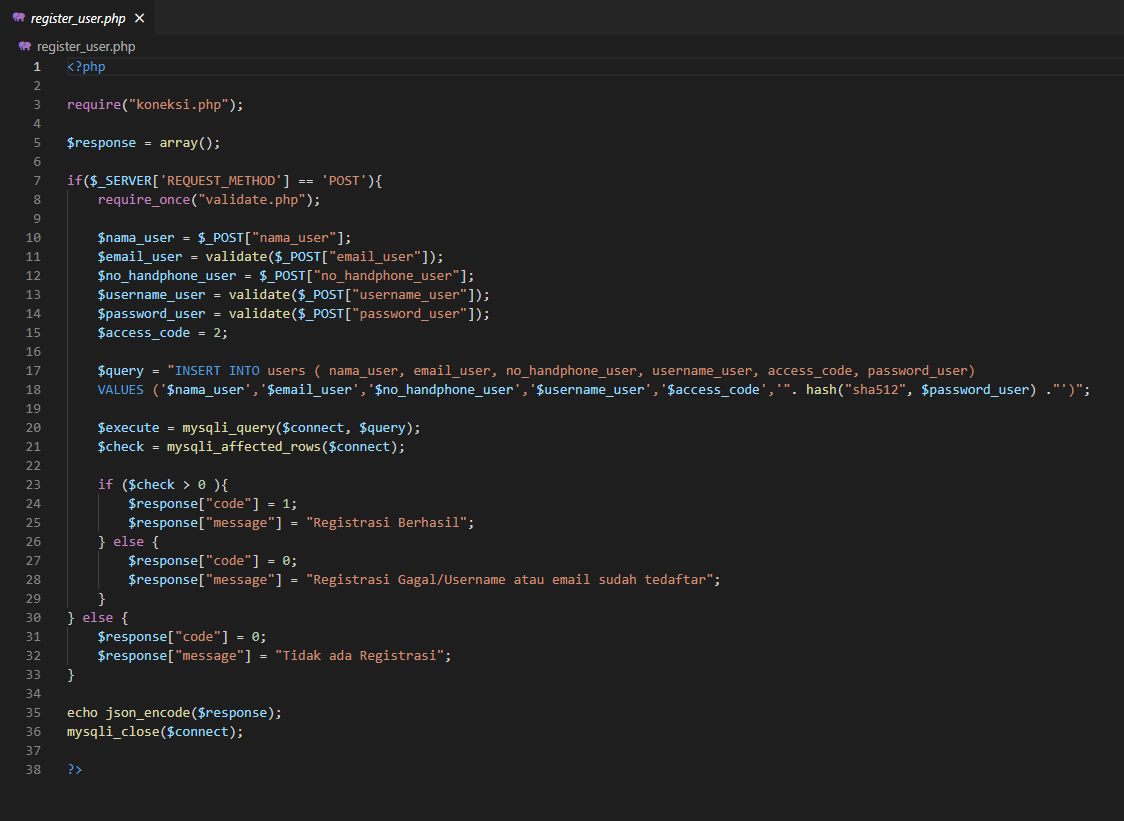 register_user.php ×
register_user.php
1 <?php
2
3 require("koneksi.php");
4
5 $response = array();
6
7 if($_SERVER['REQUEST_METHOD'] == 'POST'){
8     require_once("validate.php");
9
10     $nama_user = $_POST["nama_user"];
11     $email_user = validate($_POST["email_user"]);
12     $no_handphone_user = $_POST["no_handphone_user"];
13     $username_user = validate($_POST["username_user"]);
14     $password_user = validate($_POST["password_user"]);
15     $access_code = 2;
16
17     $query = "INSERT INTO users ( nama_user, email_user, no_handphone_user, username_user, access_code, password_user)
18     VALUES ('$nama_user','$email_user','$no_handphone_user','$username_user','$access_code','". hash("sha512", $password_user) ."')";
19
20     $execute = mysqli_query($connect, $query);
21     $check = mysqli_affected_rows($connect);
22
23     if ($check > 0 ){
24         $response["code"] = 1;
25         $response["message"] = "Registrasi Berhasil";
26     } else {
27         $response["code"] = 0;
28         $response["message"] = "Registrasi Gagal/Username atau email sudah tedaftar";
29     }
30 } else {
31     $response["code"] = 0;
32     $response["message"] = "Tidak ada Registrasi";
33 }
34
35 echo json_encode($response);
36 mysqli_close($connect);
37
38 ?>